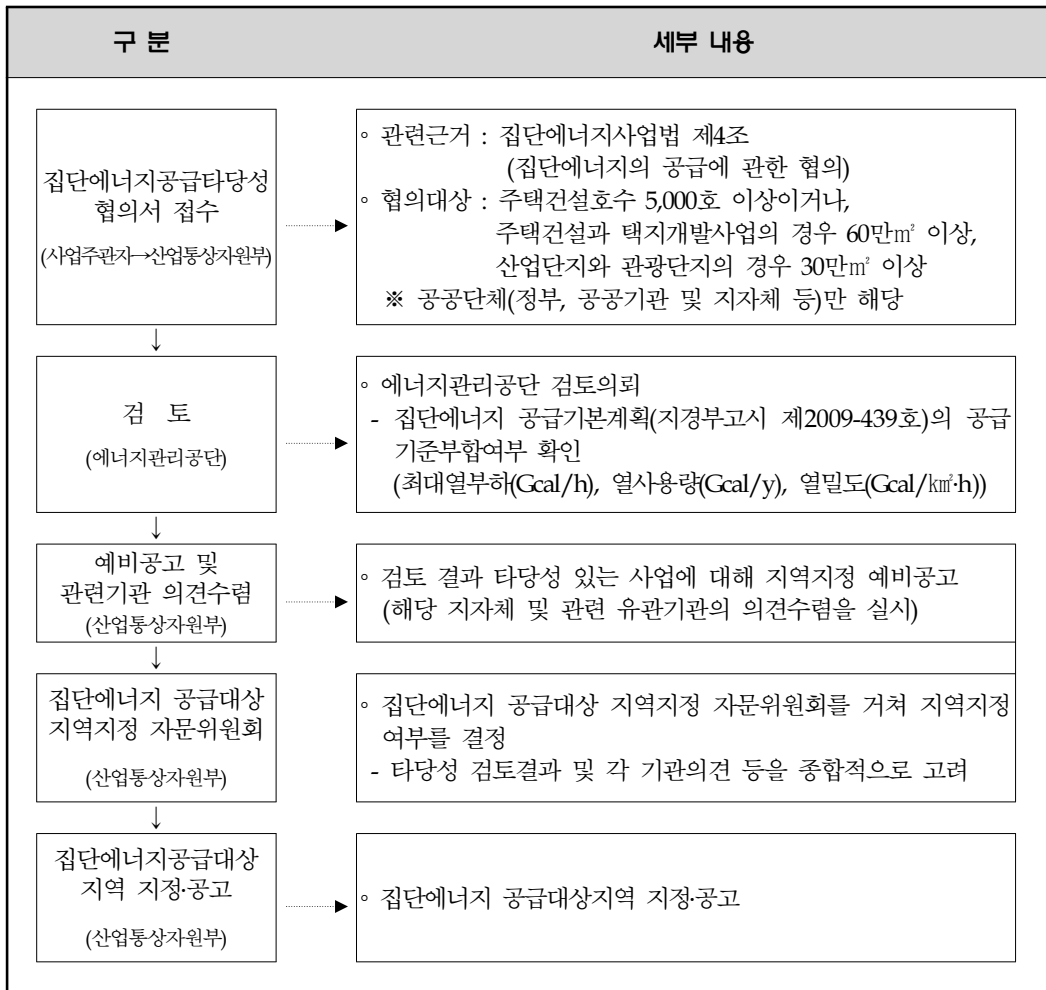 구 분
세부 내용
집단에너지공급타당성
협의서 접수
(사업주관자→산업통상자원부)
◦ 관련근거 : 집단에너지사업법 제4조
(집단에너지의 공급에 관한 협의)
◦ 협의대상 : 주택건설호수 5,000호 이상이거나,
주택건설과 택지개발사업의 경우 60만㎡ 이상,
산업단지와 관광단지의 경우 30만㎡ 이상
※ 공공단체(정부, 공공기관 및 지자체 등)만 해당
↓
검 토
(에너지관리공단)
◦ 에너지관리공단 검토의뢰
- 집단에너지 공급기본계획(지경부고시 제2009-439호)의 공급
기준부합여부 확인
(최대열부하(Gcal/h), 열사용량(Gcal/y), 열밀도(Gcal/㎢·h))
↓
예비공고 및
관련기관 의견수렴
(산업통상자원부)
◦ 검토 결과 타당성 있는 사업에 대해 지역지정 예비공고
(해당 지자체 및 관련 유관기관의 의견수렴을 실시)
↓
집단에너지 공급대상
지역지정 자문위원회
(산업통상자원부)
◦ 집단에너지 공급대상 지역지정 자문위원회를 거쳐 지역지정
여부를 결정
- 타당성 검토결과 및 각 기관의견 등을 종합적으로 고려
↓
집단에너지공급대상
지역 지정·공고
(산업통상자원부)
◦ 집단에너지 공급대상지역 지정·공고